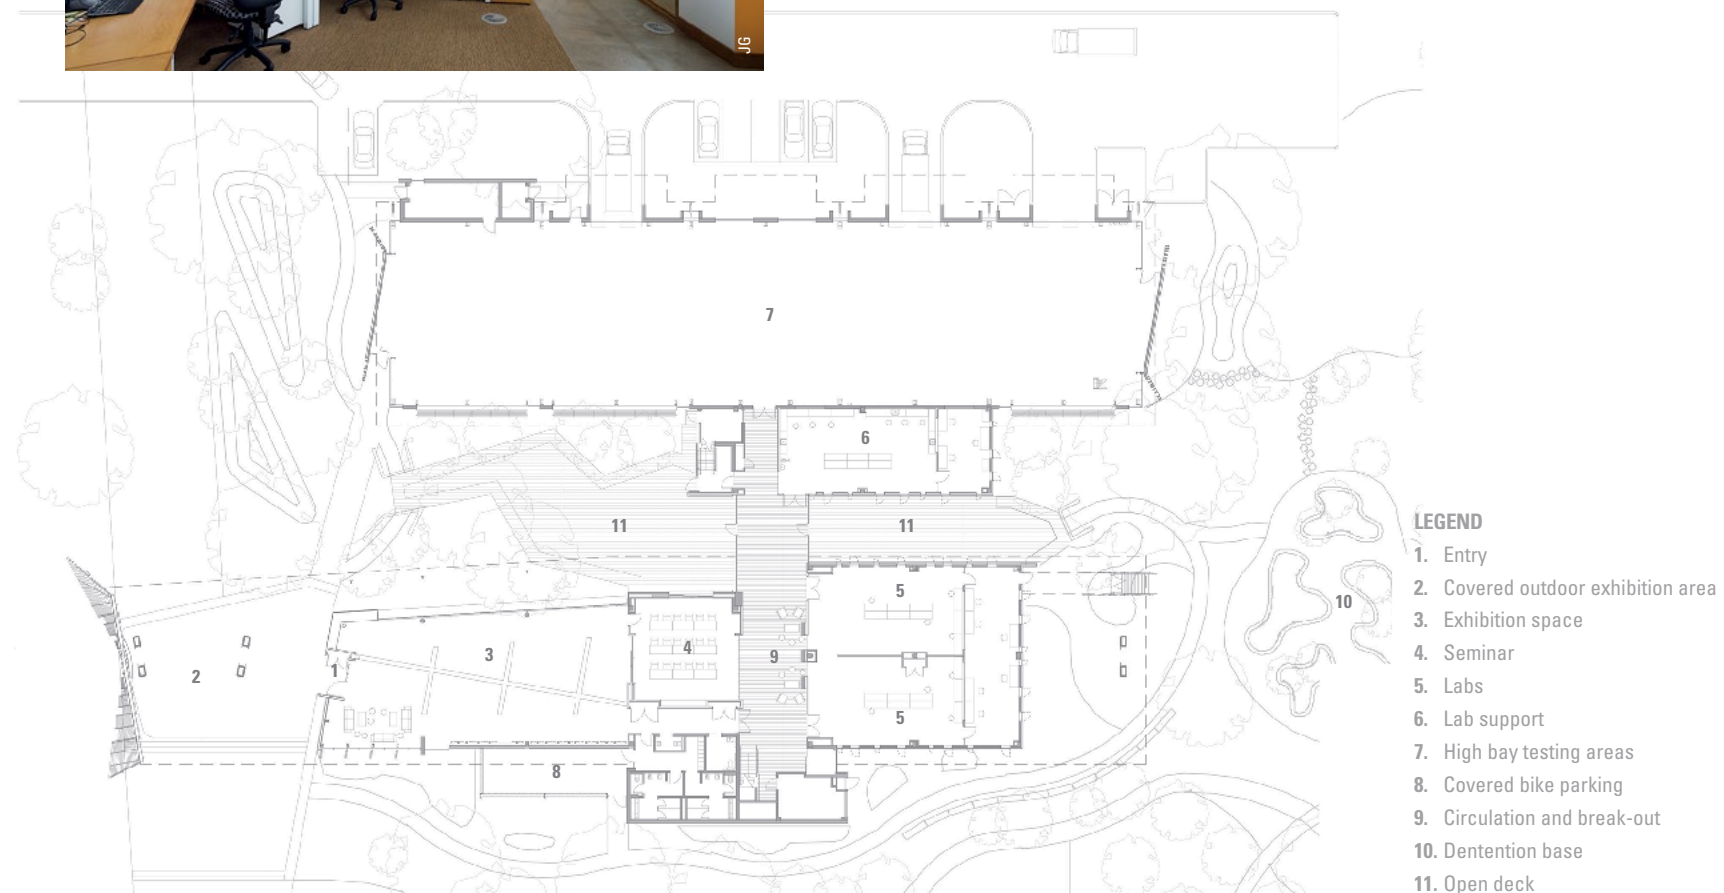 JG
7
6
11
11
5
10
4
3
9
1
2
5
8
LEGEND
1. Entry
2. Covered outdoor exhibition area
3. Exhibition space
4. Seminar
5. Labs
6. Lab support
7. High bay testing areas
8. Covered bike parking
9. Circulation and break-out
10. Dentention base
11. Open deck